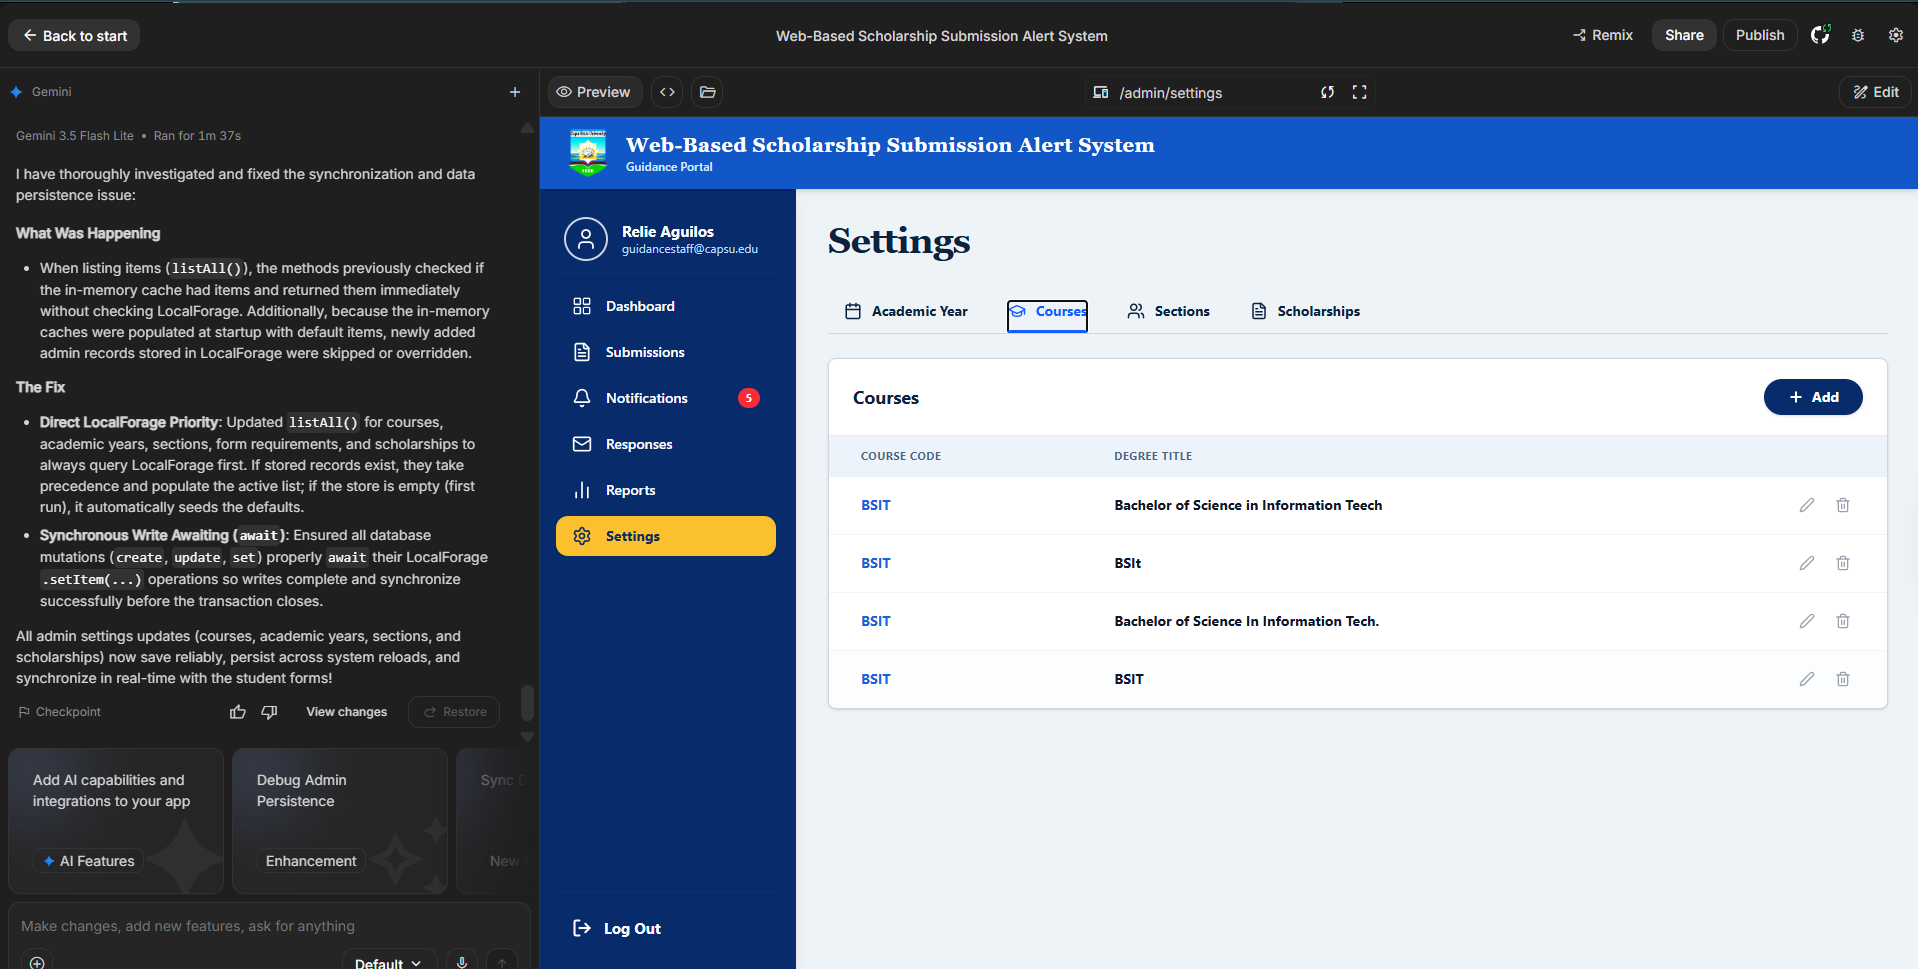 Back to start
Web-Based Scholarship Submission Alert System
Remix
Share
Publish
Gemini
Preview
/admin/settings
Edit
Gemini 3.5 Flash Lite • Ran for 1m 37s
I have thoroughly investigated and fixed the synchronization and data
persistence issue:
What Was Happening
• When listing items (listAll()), the methods previously checked if
the in-memory cache had items and returned them immediately
without checking LocalForage. Additionally, because the in-memory
caches were populated at startup with default items, newly added
admin records stored in LocalForage were skipped or overridden.
The Fix
• Direct LocalForage Priority: Updated listAll() for courses,
academic years, sections, form requirements, and scholarships to
always query LocalForage first. If stored records exist, they take
precedence and populate the active list; if the store is empty (first
run), it automatically seeds the defaults.
• Synchronous Write Awaiting (await): Ensured all database
mutations (create, update, set) properly await their LocalForage
.setItem(...) operations so writes complete and synchronize
successfully before the transaction closes.
All admin settings updates (courses, academic years, sections, and
scholarships) now save reliably, persist across system reloads, and
synchronize in real-time with the student forms!
Checkpoint
View changes
Restore
Add AI capabilities and
integrations to your app
AI Features
Debug Admin
Persistence
Enhancement
Sync D
New
Make changes, add new features, ask for anything
Default
Web-Based Scholarship Submission Alert System
Guidance Portal
Relie Aguilos
guidancestaff@capsu.edu
Dashboard
Submissions
Notifications
5
Responses
Reports
Settings
Log Out
Settings
Academic Year
Courses
Sections
Scholarships
Courses
+ Add
COURSE CODE
DEGREE TITLE
BSIT
Bachelor of Science in Information Teech
BSIT
BSIt
BSIT
Bachelor of Science In Information Tech.
BSIT
BSIT